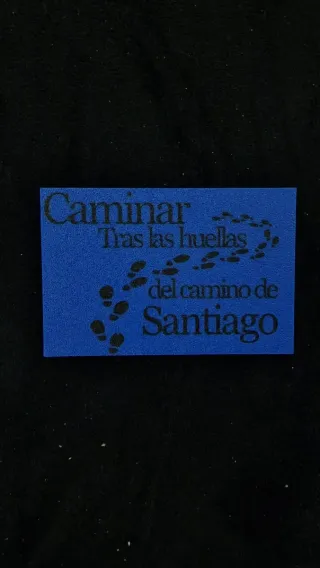 Caminar
Tras las huellas
del camino de
Santiago